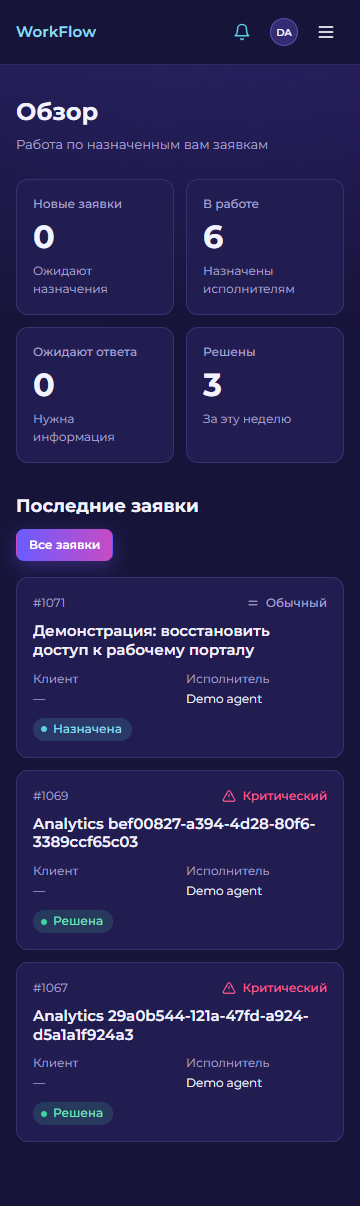 WorkFlow
DA
Обзор
Работа по назначенным вам заявкам
Новые заявки
0
Ожидают
назначения
В работе
6
Назначены
исполнителям
Ожидают ответа
0
Нужна
информация
Решены
3
За эту неделю
Последние заявки
Все заявки
#1071
Обычный
Демонстрация: восстановить
доступ к рабочему порталу
Клиент
Исполнитель
—
Demo agent
Назначена
#1069
Критический
Analytics bef00827-a394-4d28-80f6-
3389ccf65c03
Клиент
Исполнитель
—
Demo agent
Решена
#1067
Критический
Analytics 29a0b544-121a-47fd-a924-
d5a1a1f924a3
Клиент
Исполнитель
—
Demo agent
Решена